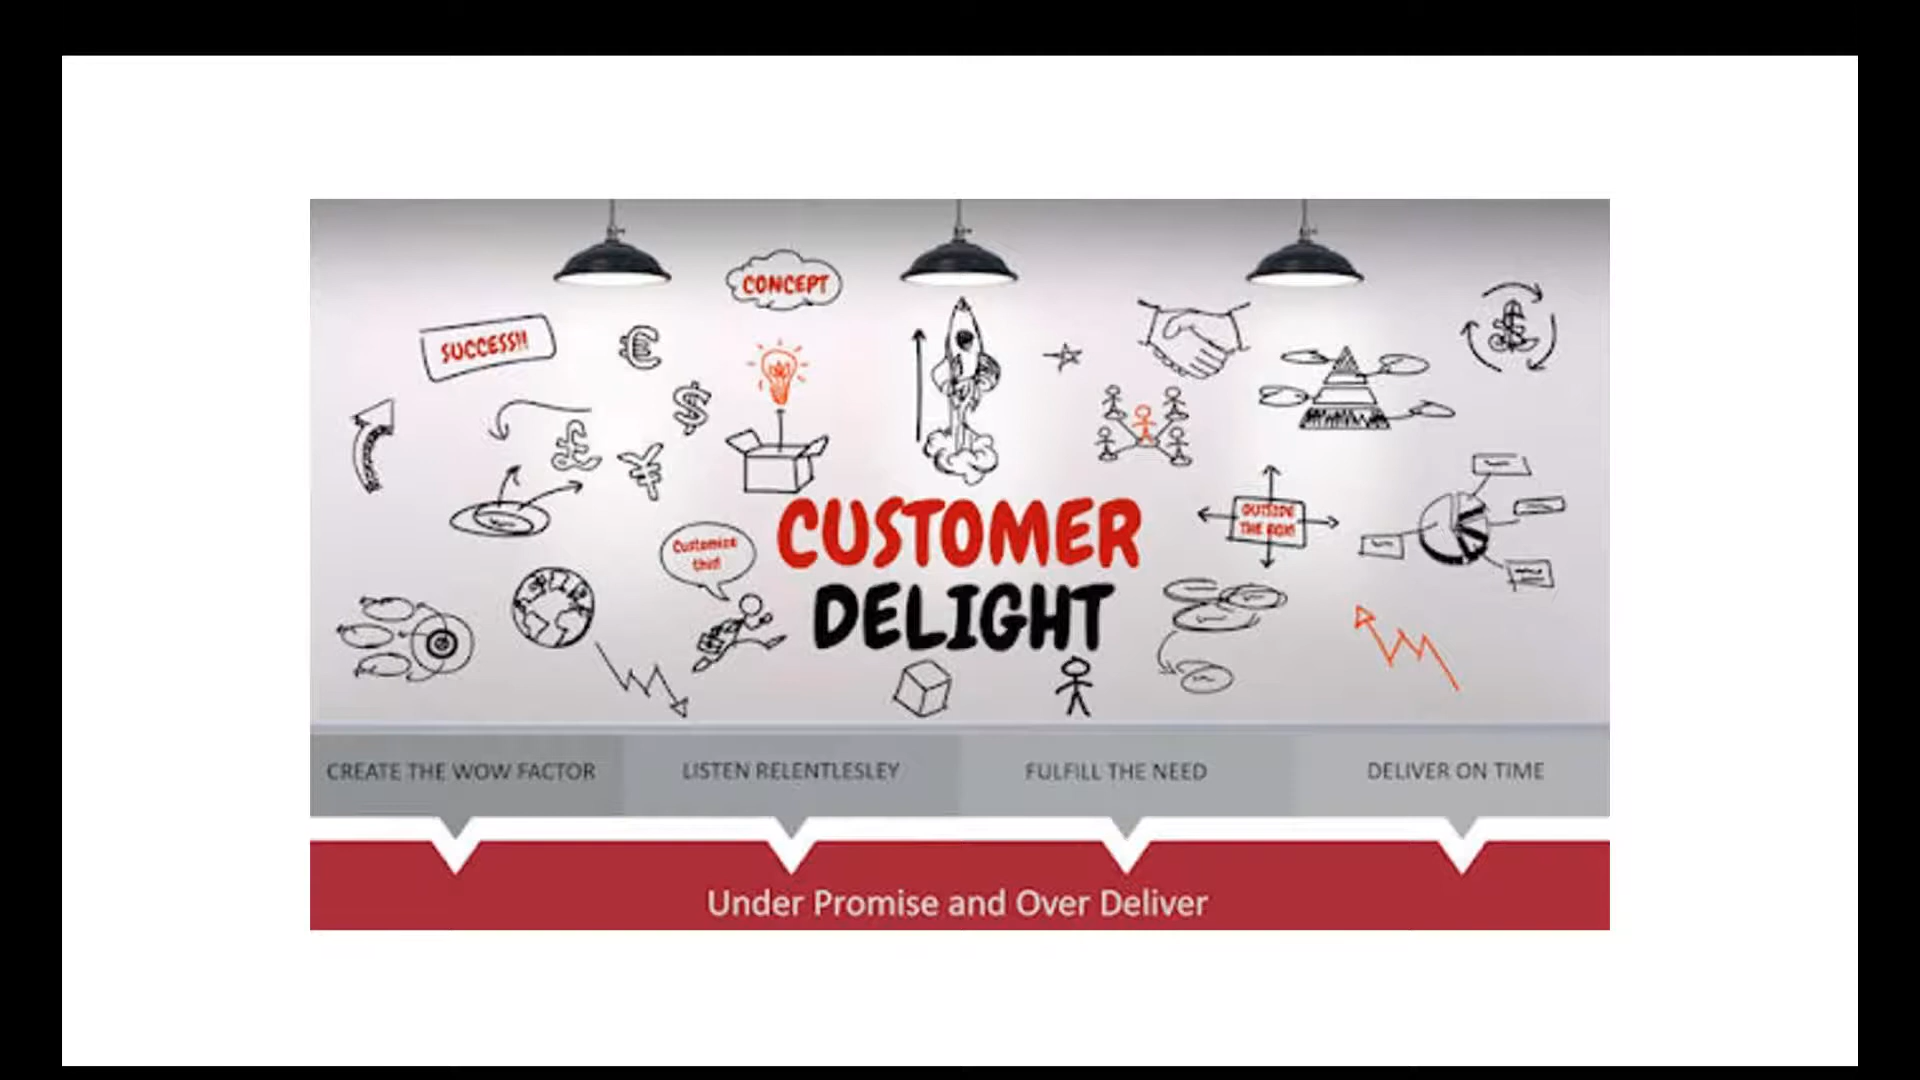 CONCEPT
SUCCESS!!
€
$
£
¥
CUSTOMER
DELIGHT
Customize
this!
OUTSIDE
THE BOX!
CREATE THE WOW FACTOR
LISTEN RELENTLESLEY
FULFILL THE NEED
DELIVER ON TIME
Under Promise and Over Deliver